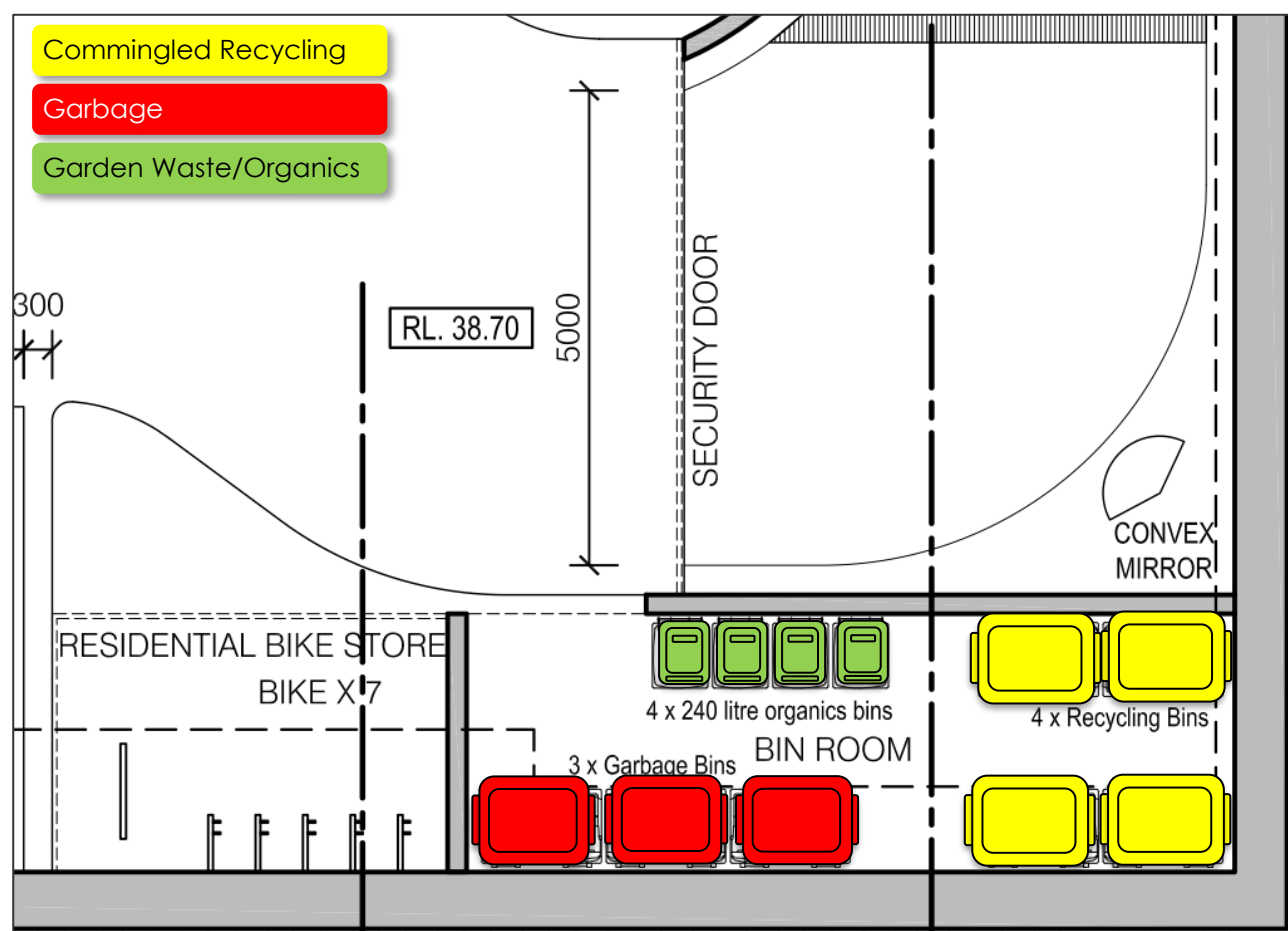 Commingled Recycling
Garbage
Garden Waste/Organics
300
RL. 38.70
5000
SECURITY DOOR
CONVEX
MIRROR
RESIDENTIAL BIKE STORE
BIKE X 7
4 x 240 litre organics bins
4 x Recycling Bins
BIN ROOM
3 x Garbage Bins